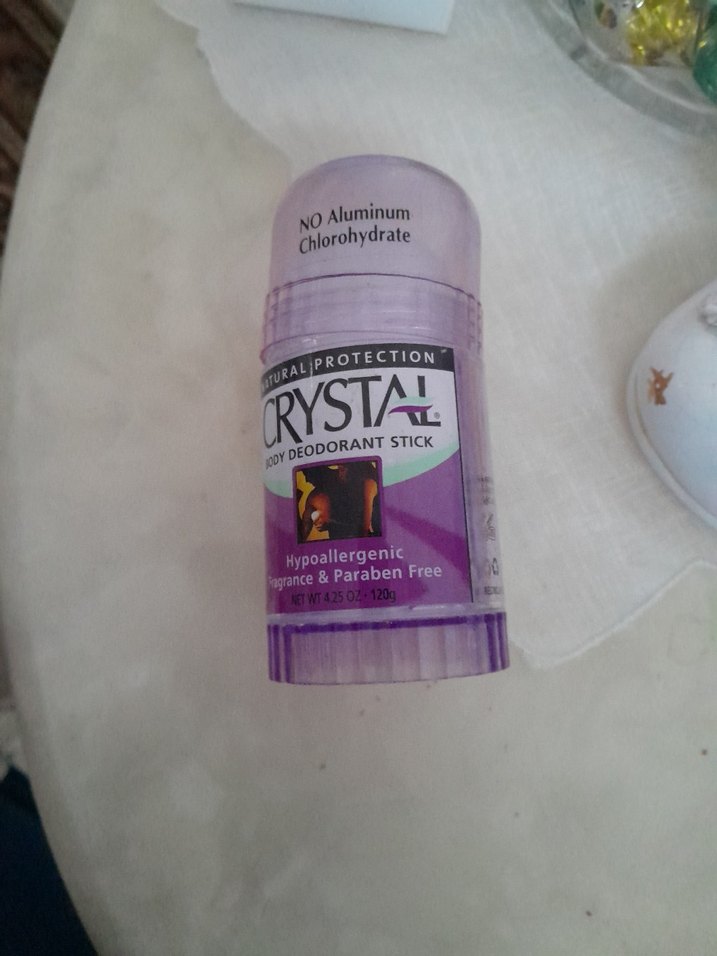 NO Aluminum
Chlorohydrate
NATURAL PROTECTION
CRYSTAL®
BODY DEODORANT STICK
Hypoallergenic
Fragrance & Paraben Free
NET WT 4.25 OZ - 120g